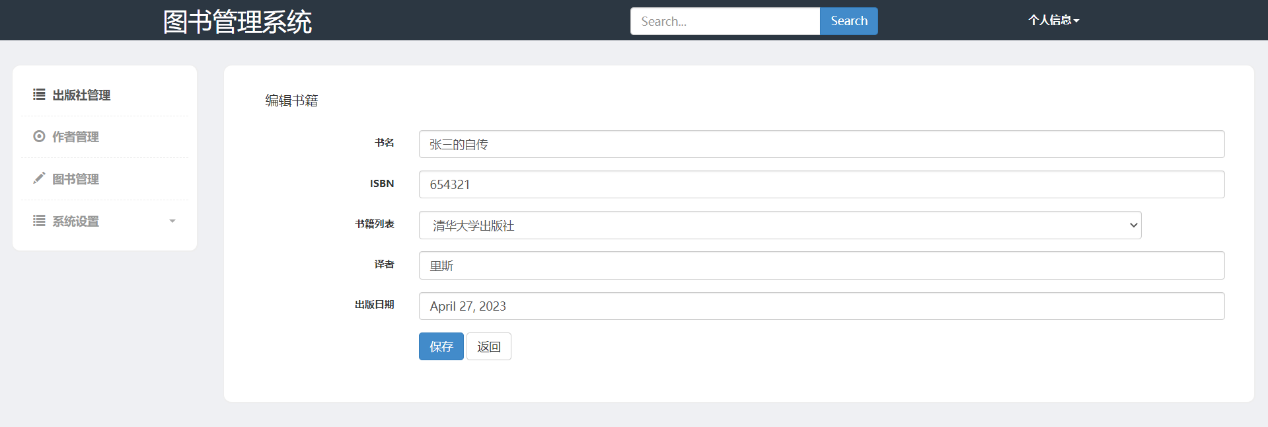 图书管理系统
Search...
Search
个人信息
出版社管理
作者管理
图书管理
系统设置
编辑书籍
书名
张三的自传
ISBN
654321
书籍列表
清华大学出版社
译者
里斯
出版日期
April 27, 2023
保存
返回